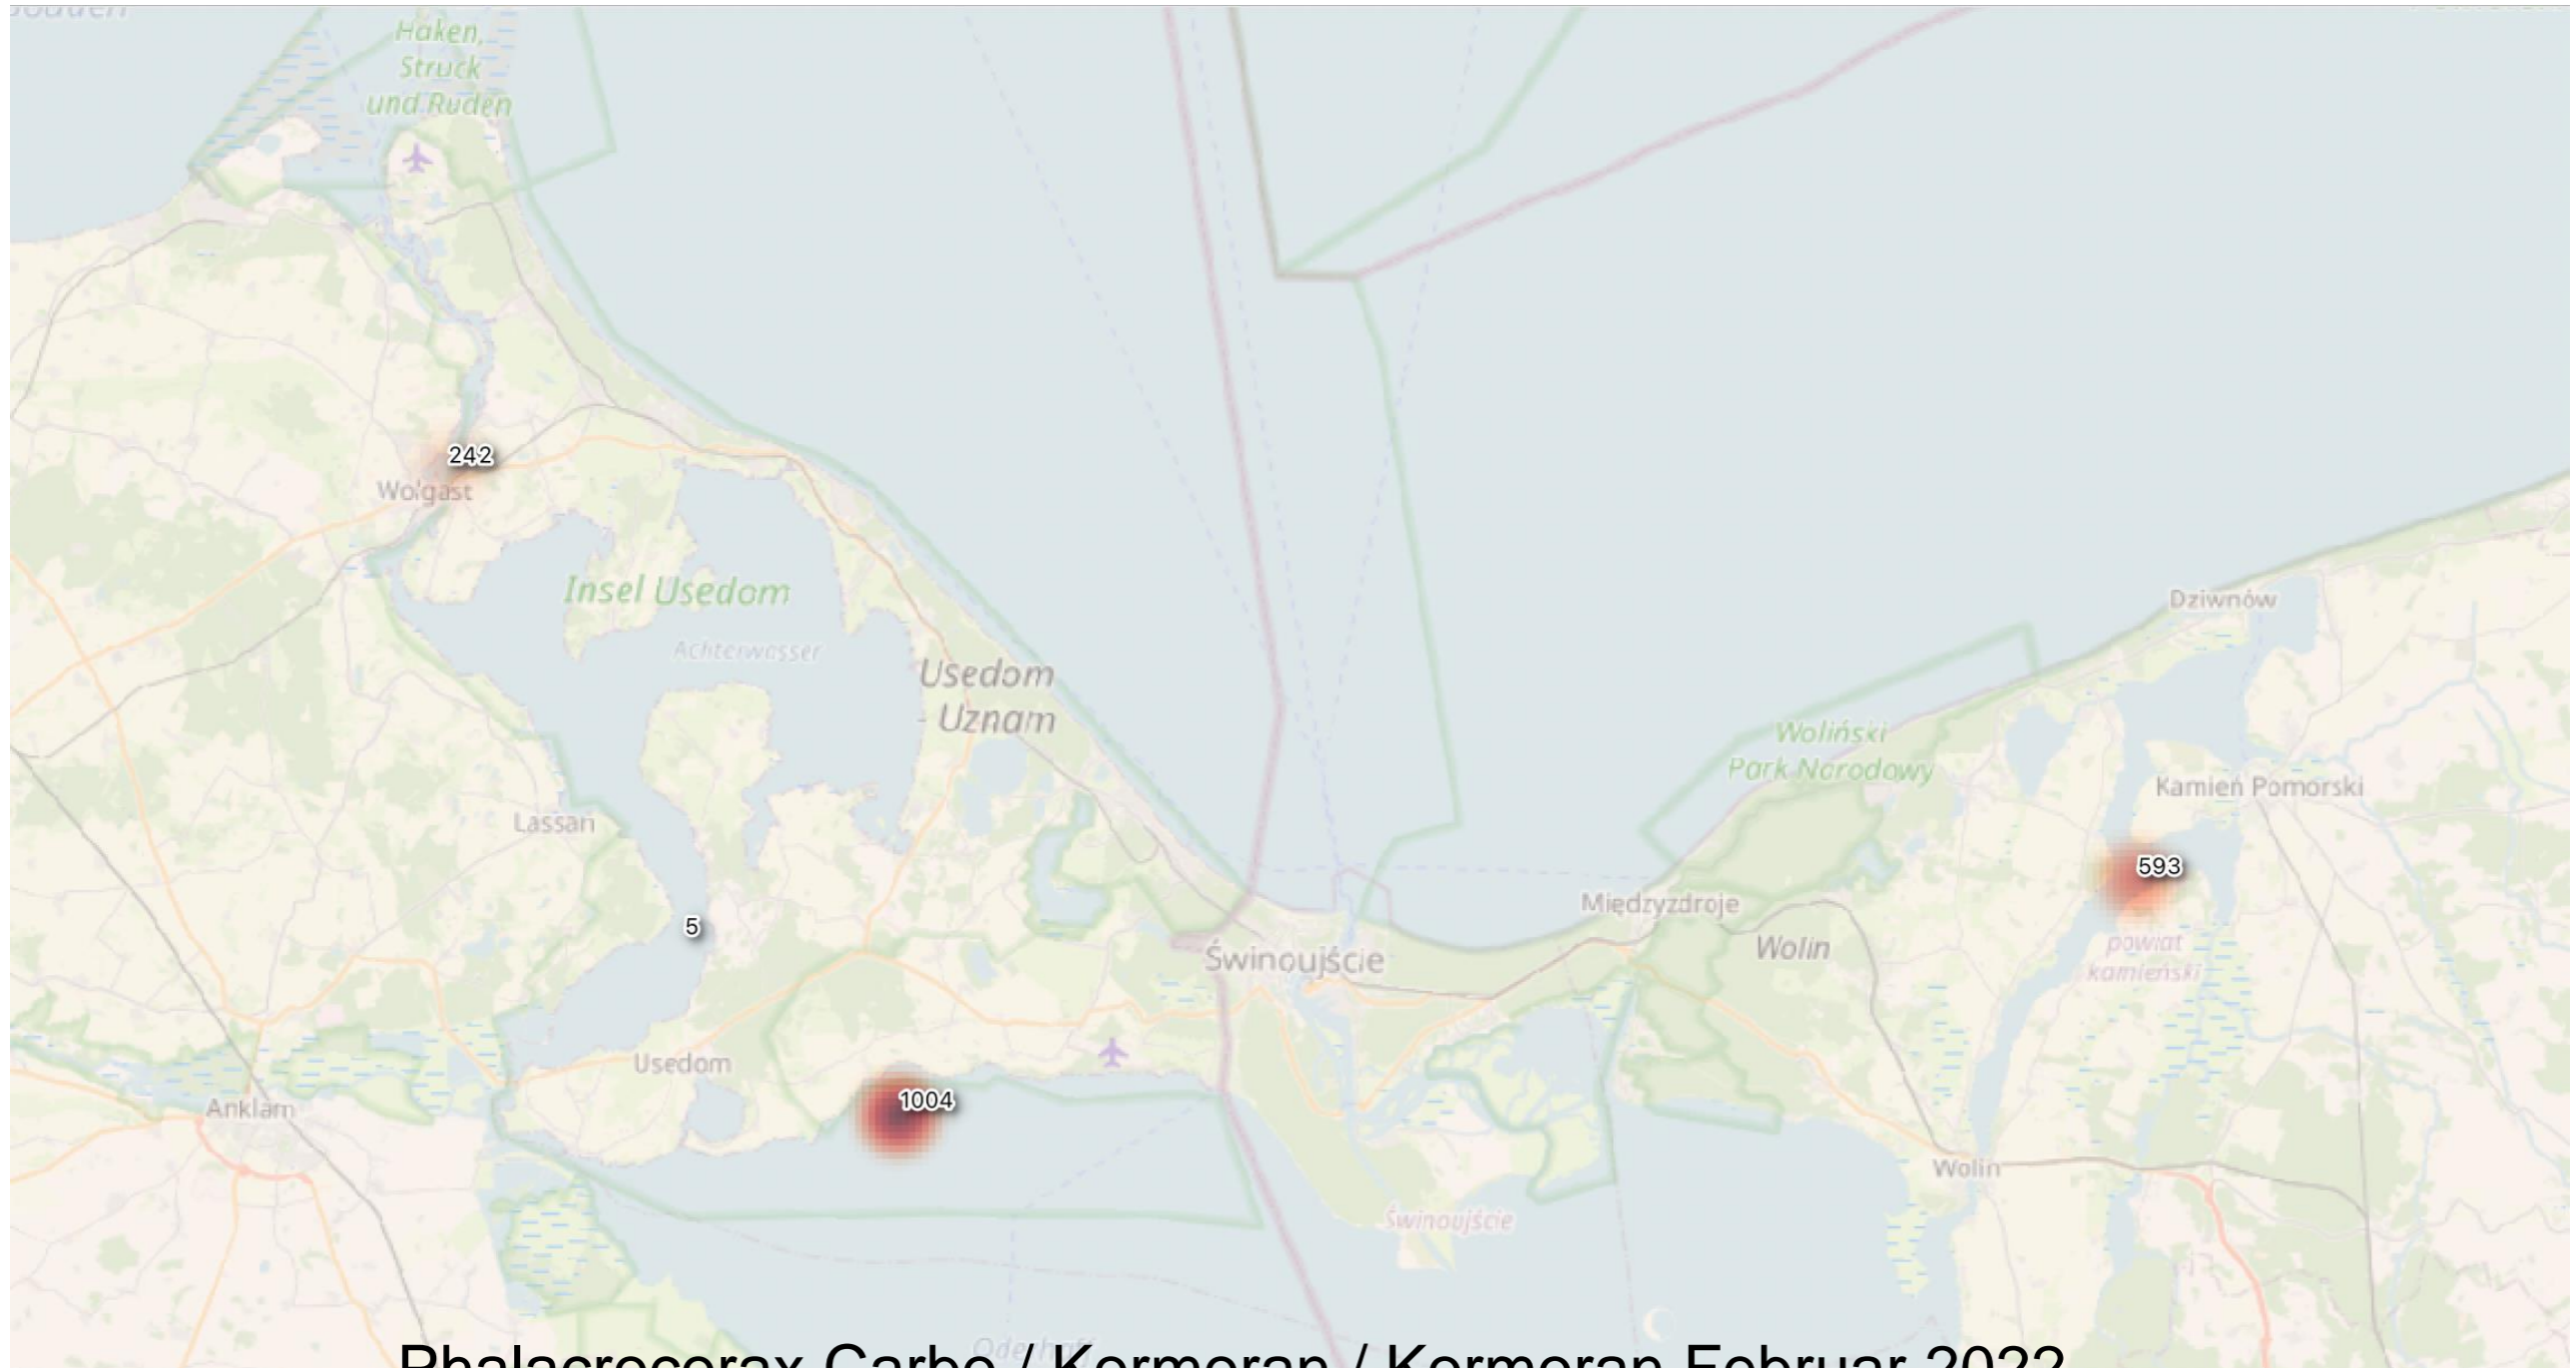 Haken,
Struck
und Ruden
242
Wolgast
Insel Usedom
Achterwasser
Usedom
- Uznam
Dziwnów
Woliński
Park Narodowy
Kamień Pomorski
Lassan
593
Międzyzdroje
5
Wolin
powiat
kamieński
Świnoujście
Usedom
1004
Anklam
Wolin
Świnoujście
Oderhaff
Phalacrocorax Carbo / Kormoran / Kormoran Februar 2022